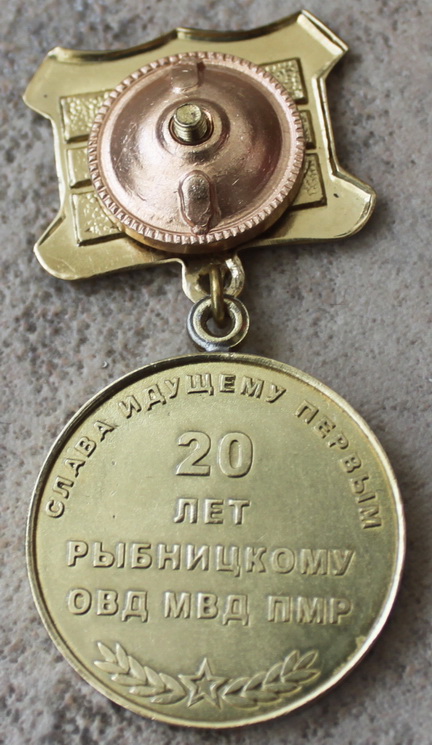 СЛАВА ИДУЩЕМУ ПЕРВЫМ
20
ЛЕТ
РЫБНИЦКОМУ
ОВД МВД ПМР